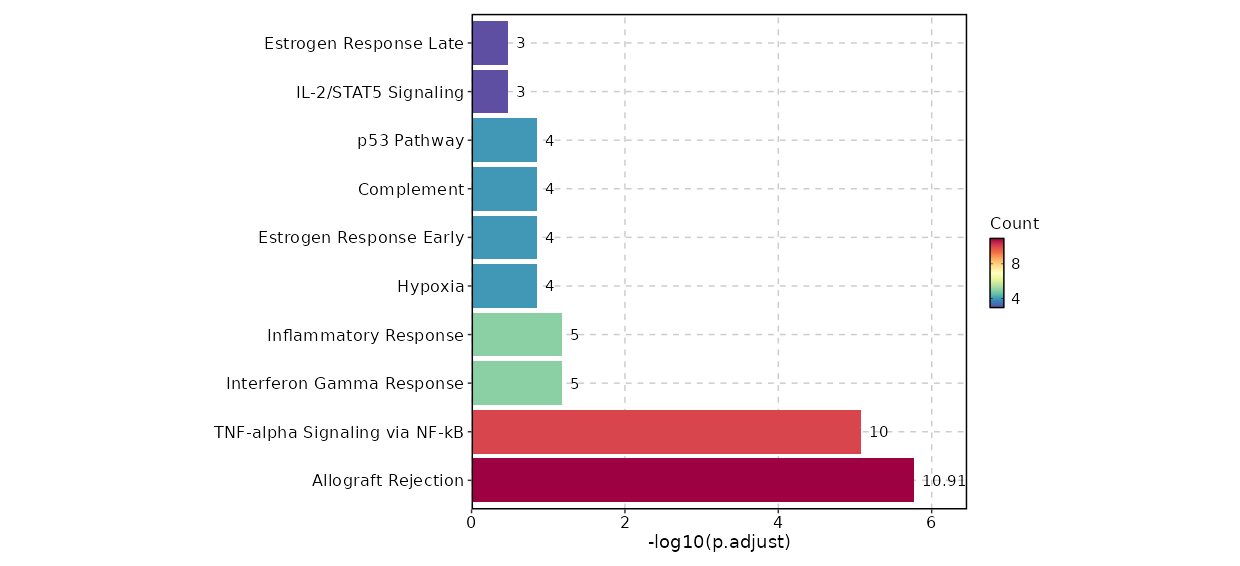 Estrogen Response Late
3
IL-2/STAT5 Signaling
3
p53 Pathway
4
Complement
4
Estrogen Response Early
4
Hypoxia
4
Inflammatory Response
5
Interferon Gamma Response
5
TNF-alpha Signaling via NF-kB
10
Allograft Rejection
10.91
0 2 4 6
-log10(p.adjust)
Count
8
4